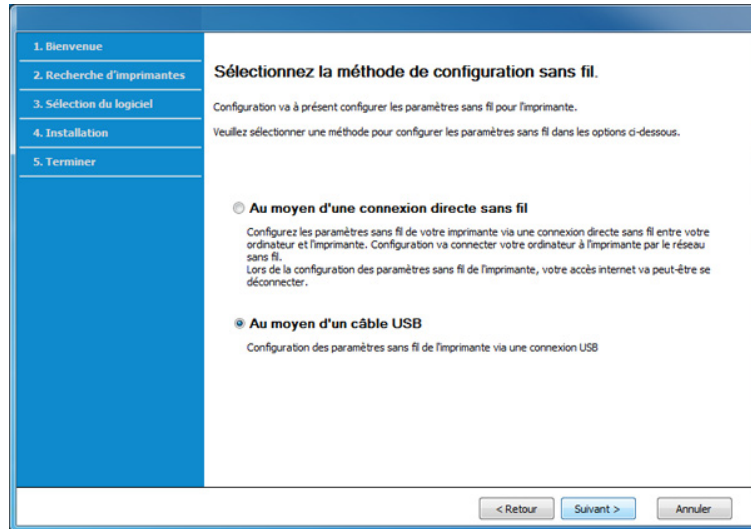 1. Bienvenue
2. Recherche d'imprimantes
3. Sélection du logiciel
4. Installation
5. Terminer
Sélectionnez la méthode de configuration sans fil.
Configuration va à présent configurer les paramètres sans fil pour l'imprimante.
Veuillez sélectionner une méthode pour configurer les paramètres sans fil dans les options ci-dessous.
Au moyen d'une connexion directe sans fil
Configurez les paramètres sans fil de votre imprimante via une connexion directe sans fil entre votre
ordinateur et l'imprimante. Configuration va connecter votre ordinateur à l'imprimante par le réseau
sans fil.
Lors de la configuration des paramètres sans fil de l'imprimante, votre accès internet va peut-être se
déconnecter.
Au moyen d'un câble USB
Configuration des paramètres sans fil de l'imprimante via une connexion USB
< Retour
Suivant >
Annuler